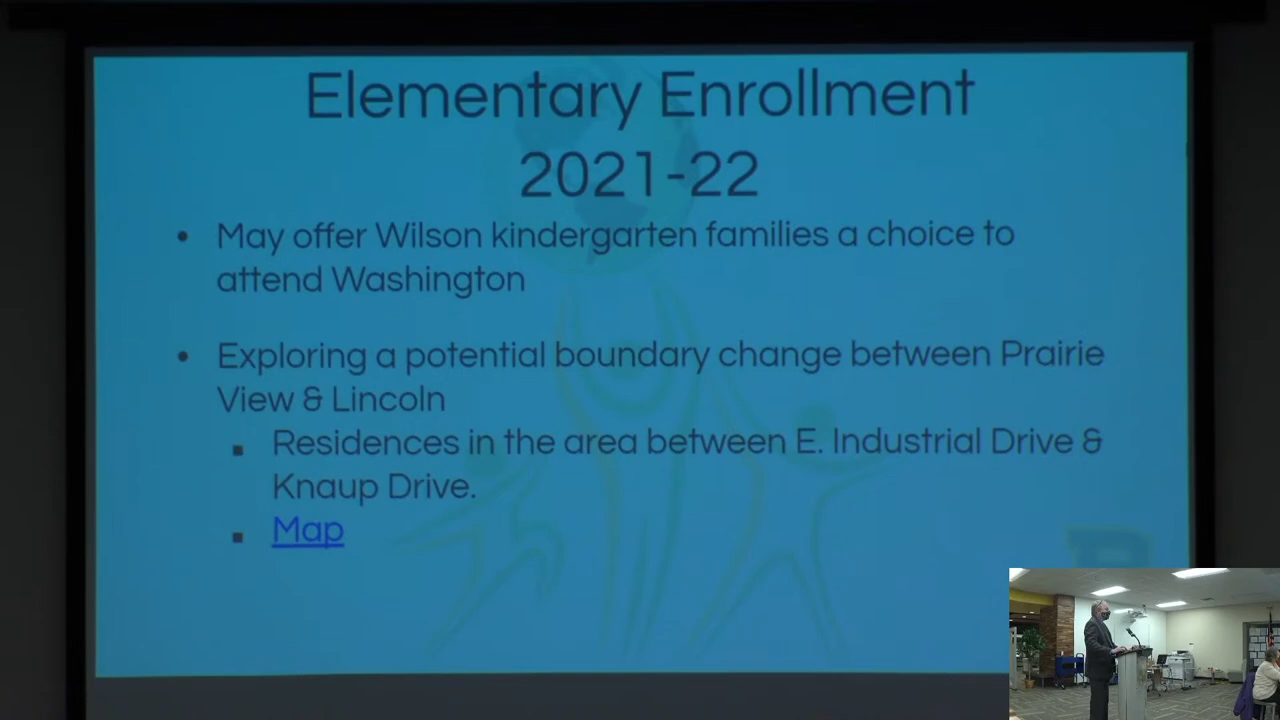 Elementary Enrollment
2021-22
• May offer Wilson kindergarten families a choice to
attend Washington
• Exploring a potential boundary change between Prairie
View & Lincoln
▪ Residences in the area between E. Industrial Drive &
Knaup Drive.
▪ Map